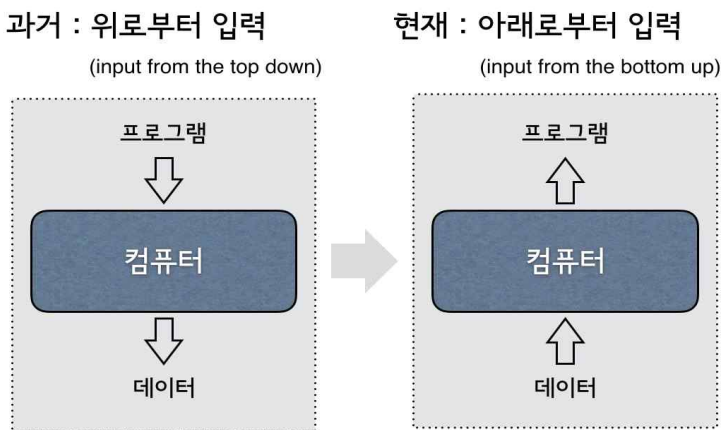 과거 : 위로부터 입력
(input from the top down)
프로그램
컴퓨터
데이터
현재 : 아래로부터 입력
(input from the bottom up)
프로그램
컴퓨터
데이터